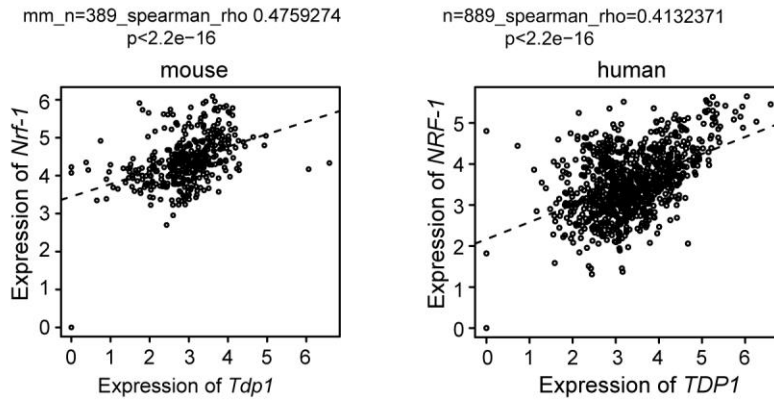 mm_n=389_spearman_rho 0.4759274
p<2.2e−16
mouse
Expression of Nrf-1
6
5
4
3
2
1
0
0 1 2 3 4 5 6
Expression of Tdp1
n=889_spearman_rho=0.4132371
p<2.2e−16
human
Expression of NRF-1
5
4
3
2
1
0
0 1 2 3 4 5 6
Expression of TDP1